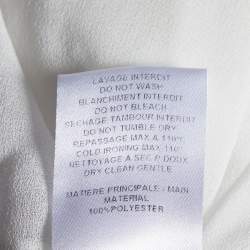 LAVAGE INTERDIT
DO NOT WASH
BLANCHIMENT INTERDIT
DO NOT BLEACH
SECHAGE TAMBOUR INTERDIT
DO NOT TUMBLE DRY
REPASSAGE MAX A 110°C
COLD IRONING MAX 110°
NETTOYAGE A SEC P DOUX
DRY CLEAN GENTLE
MATIERE PRINCIPALE / MAIN
MATERIAL
100%POLYESTER